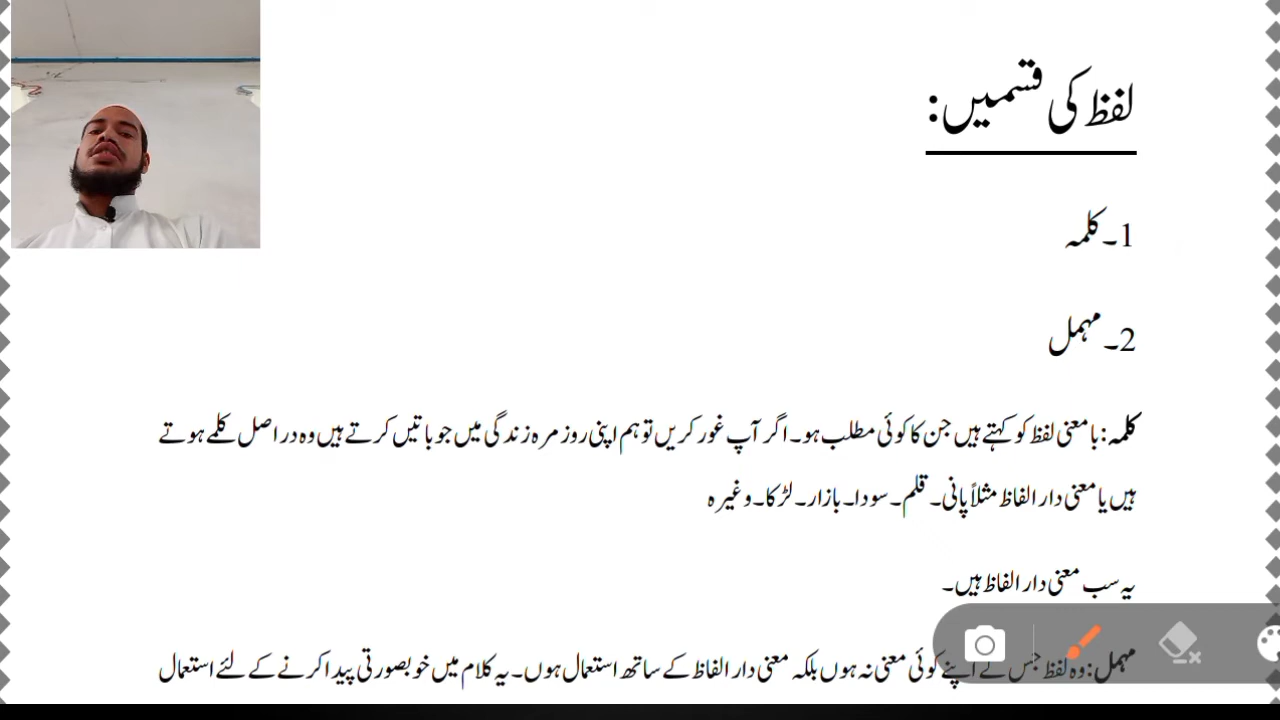 لفظ کی قسمیں:
1۔کلمہ
2۔مہمل
کلمہ: بامعنی لفظ کو کہتے ہیں جن کا کوئی مطلب ہو۔ اگر آپ غور کریں تو ہم اپنی روز مرہ زندگی میں جو باتیں کرتے ہیں وہ دراصل کلمے ہوتے
ہیں یا معنی دار الفاظ مثلاً پانی۔ قلم۔ سودا۔ بازار۔ لڑکا۔ وغیرہ
یہ سب معنی دار الفاظ ہیں۔
مہمل: وہ لفظ جس کے اپنے کوئی معنی نہ ہوں بلکہ معنی دار الفاظ کے ساتھ استعمال ہوں۔ یہ کلام میں خوبصورتی پیدا کرنے کے لئے استعمال